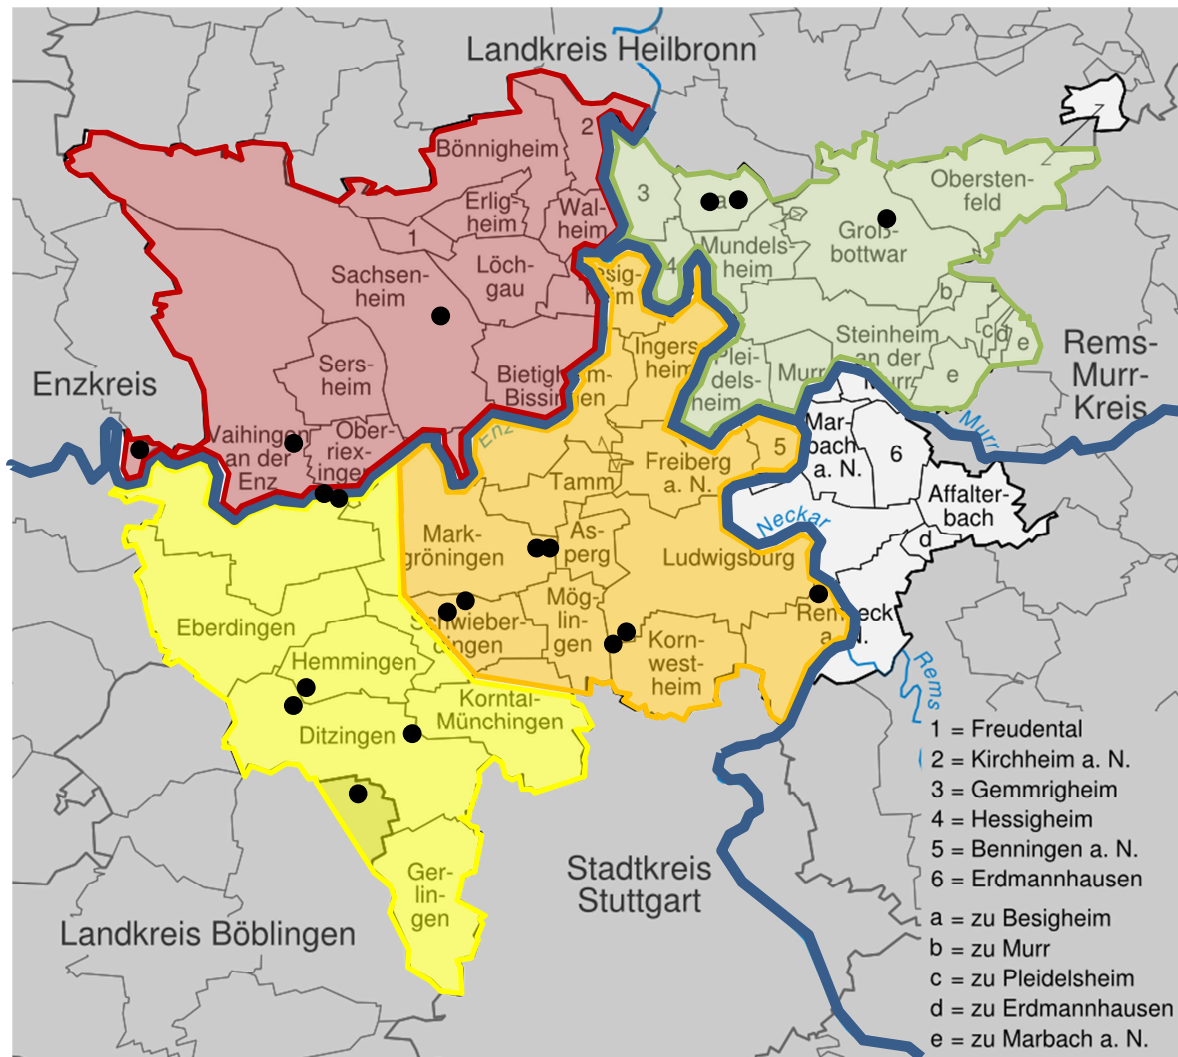 Landkreis Heilbronn
2
Bönnigheim
Erlig-
heim
Wal-
heim
1
Löch-
gau
Sachsen-
heim
Sers-
heim
Bietigheim-
Bissingen
Vaihingen
an der
Enz
Ober-
riex-
ingen
Enzkreis
3
a
Obersten-
feld
Groß-
bottwar
Mundels-
heim
4
b
Steinheim
an der
Murr
c
d
e
e
Murr
Plei-
dels-
heim
Ingers-
heim
Rems-
Murr-
Kreis
Murr
Enz
Mar-
bach
a. N.
6
5
Freiberg
a. N.
Tamm
Affalter-
bach
d
Neckar
Mark-
gröningen
As-
perg
Ludwigsburg
Mög-
lin-
gen
Schwieber-
dingen
Korn-
west-
heim
Remseck
a. N.
Rems
Eberdingen
Hemmingen
Korntal-
Münchingen
Ditzingen
Ger-
lin-
gen
Stadtkreis
Stuttgart
Landkreis Böblingen
1 = Freudental
2 = Kirchheim a. N.
3 = Gemmrigheim
4 = Hessigheim
5 = Benningen a. N.
6 = Erdmannhausen
a = zu Besigheim
b = zu Murr
c = zu Pleidelsheim
d = zu Erdmannhausen
e = zu Marbach a. N.